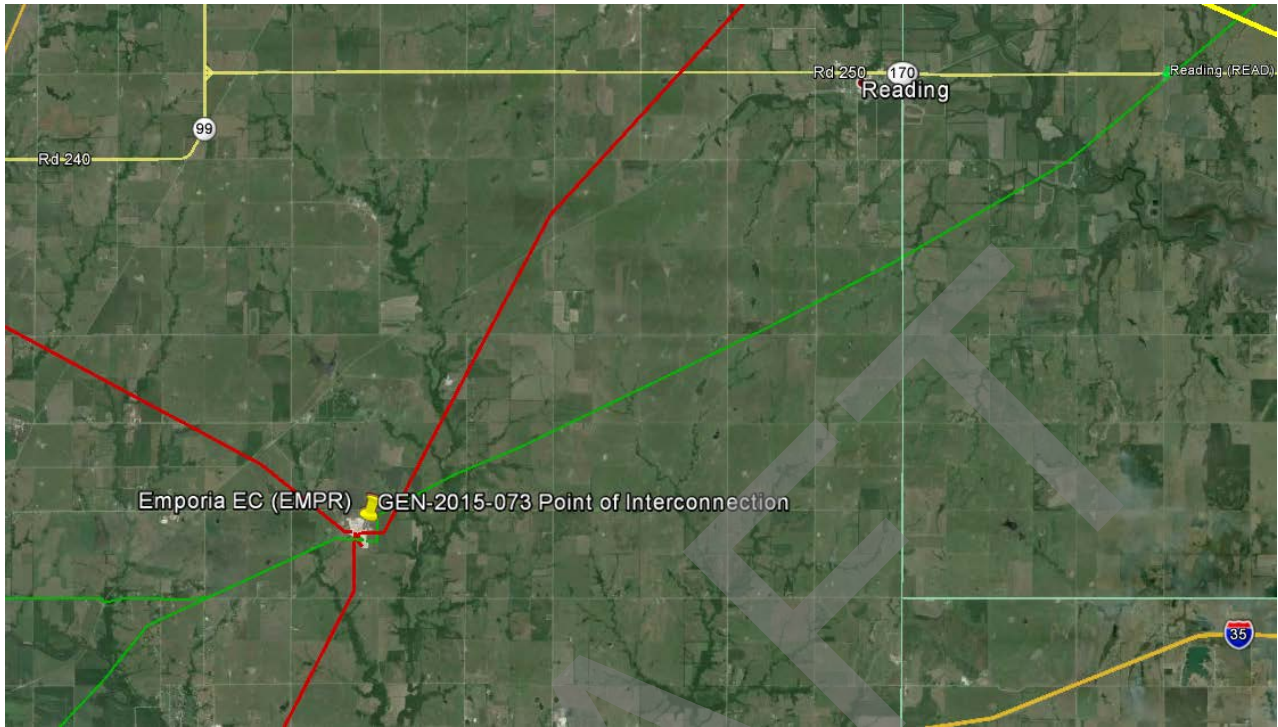 Rd 250
170
Reading (READ)
Reading
99
Rd 240
Emporia EC (EMPR)
GEN-2015-073 Point of Interconnection
35